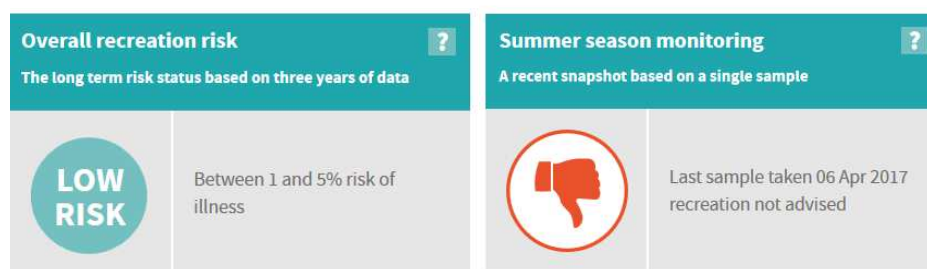 Overall recreation risk
?
The long term risk status based on three years of data
LOW
RISK
Between 1 and 5% risk of
illness
Summer season monitoring
?
A recent snapshot based on a single sample
Last sample taken 06 Apr 2017
recreation not advised